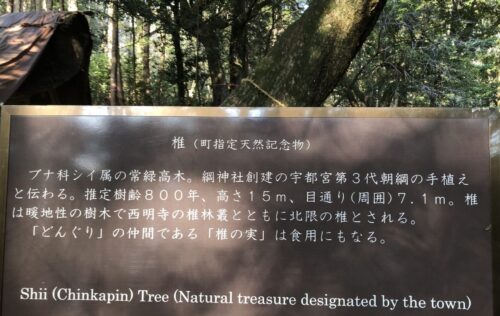 椎（町指定天然記念物）
ブナ科シイ属の常緑高木。綱神社創建の宇都宮第３代朝綱の手植え
と伝わる。推定樹齢８００年、高さ１５ｍ、目通り(周囲)７.１ｍ。椎
は暖地性の樹木で西明寺の椎林叢とともに北限の椎とされる。
「どんぐり」の仲間である「椎の実」は食用にもなる。
Shii (Chinkapin) Tree (Natural treasure designated by the town)